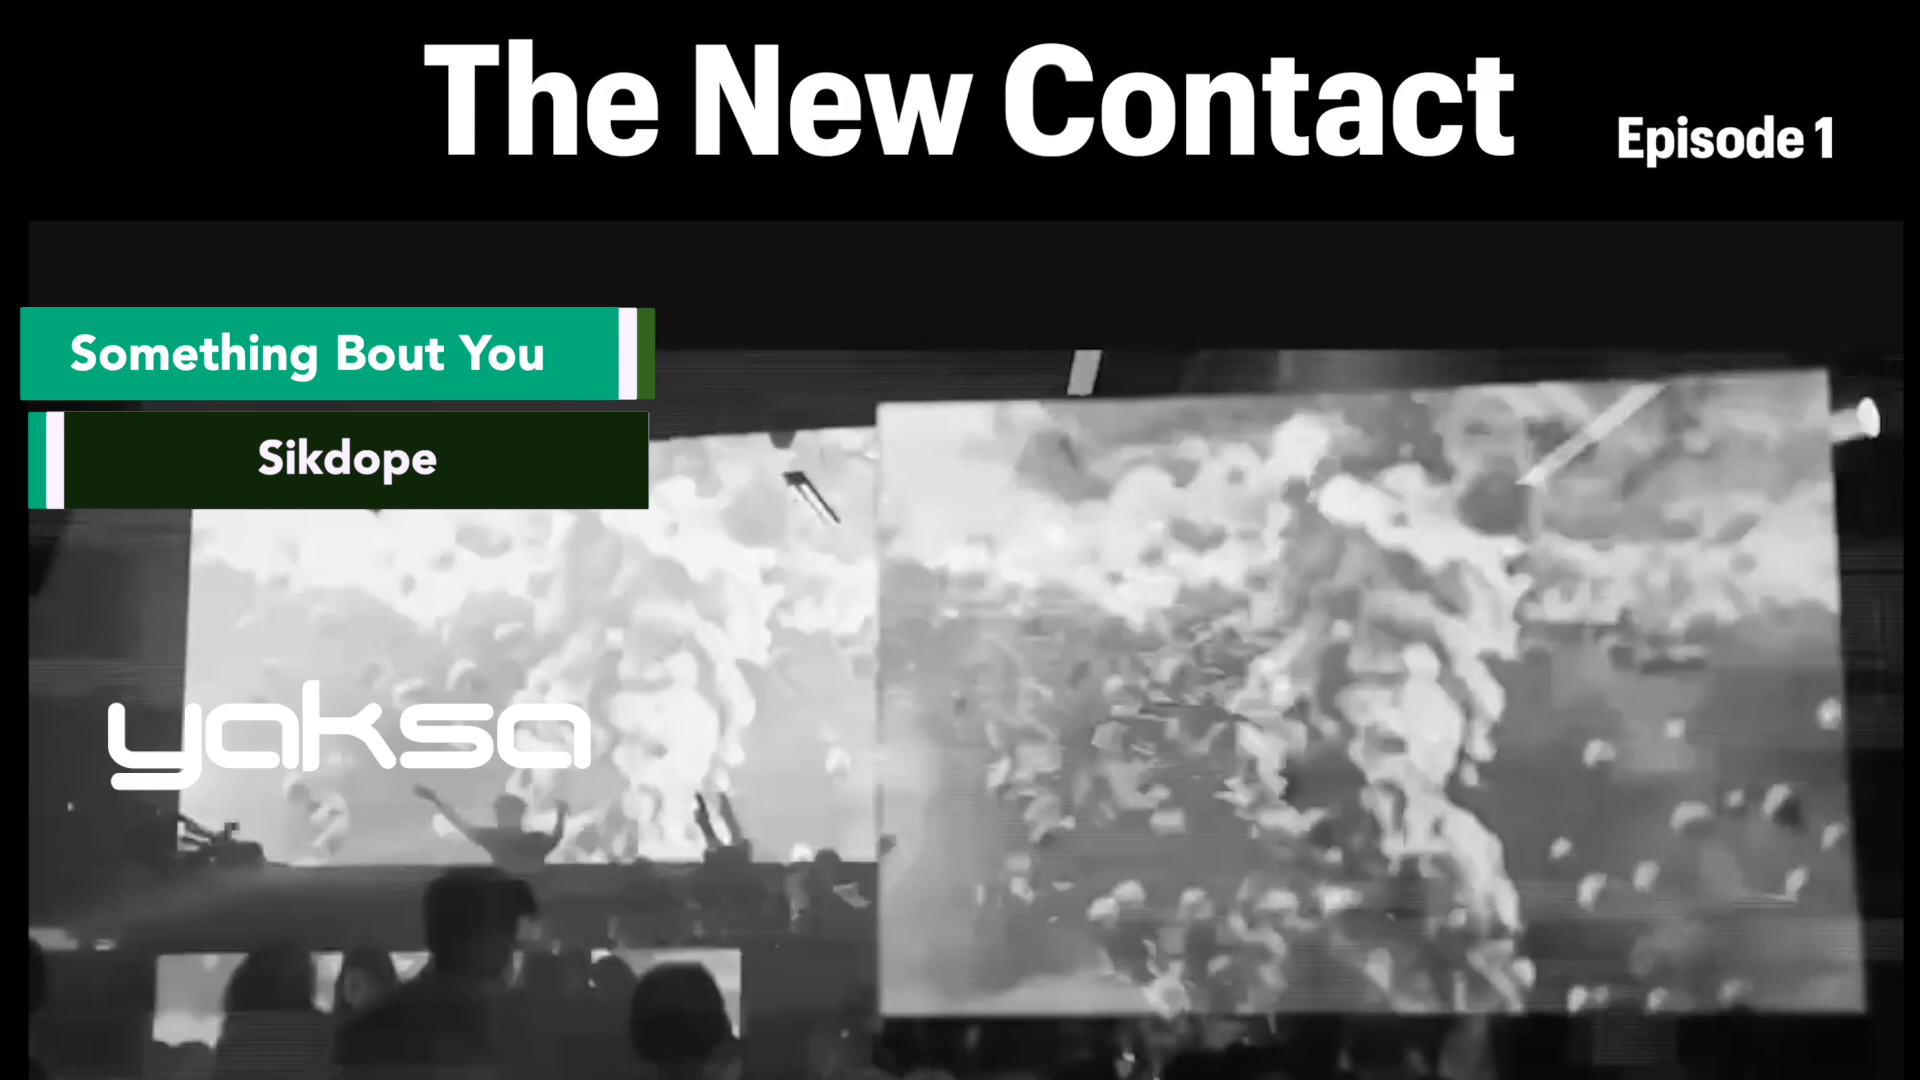 The New Contact
Episode 1
Something Bout You
Sikdope
yaksa